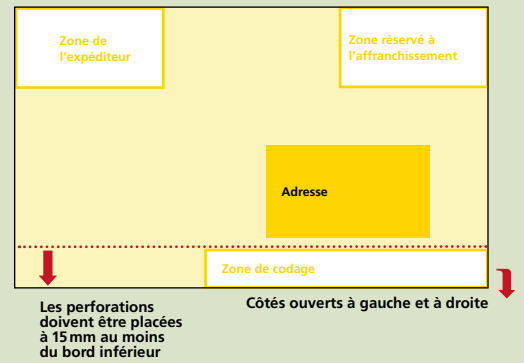 Zone de
l'expéditeur
Zone réservé à
l'affranchissement
Adresse
Zone de codage
Les perforations
doivent être placées
à 15 mm au moins
du bord inférieur
Côtés ouverts à gauche et à droite